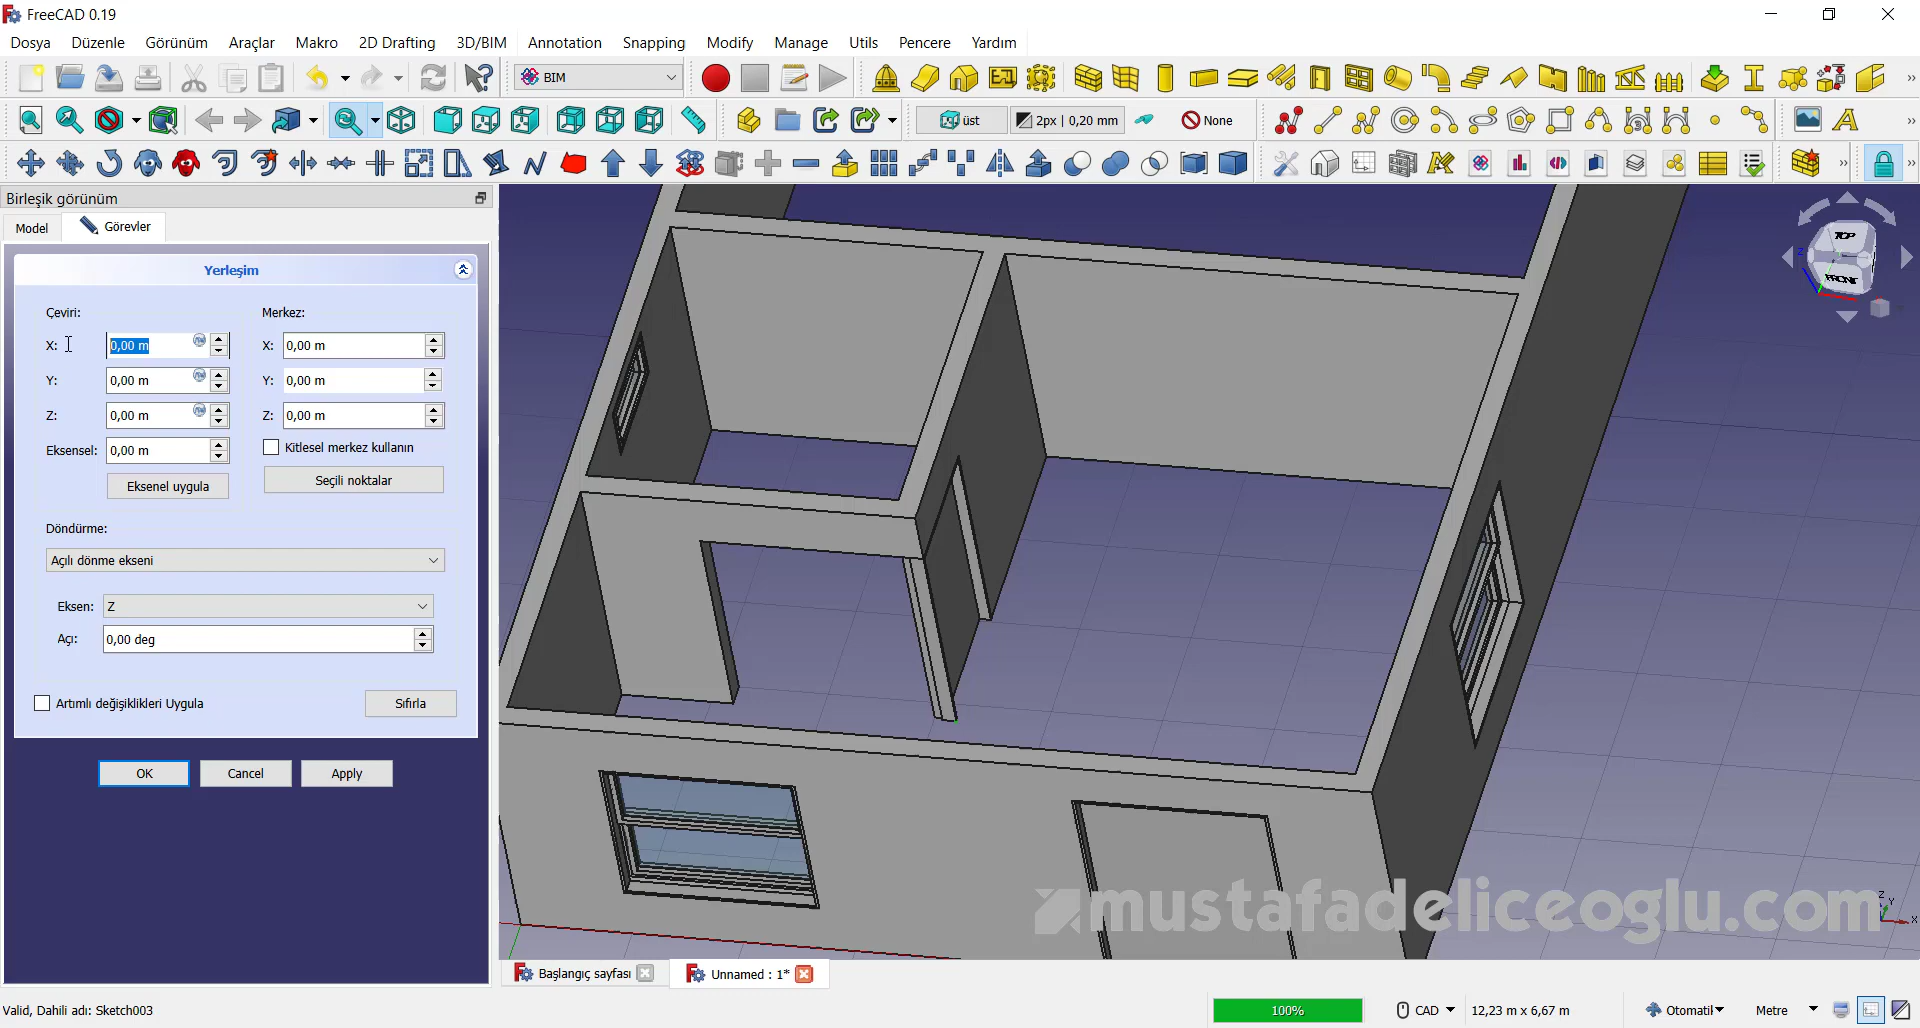 FreeCAD 0.19
Dosya Düzenle Görünüm Araçlar Makro 2D Drafting 3D/BIM Annotation Snapping Modify Manage Utils Pencere Yardım
BIM
üst 2px | 0,20 mm None
Birleşik görünüm
Model Görevler
Yerleşim
Çeviri: Merkez:
X: 0,00 m X: 0,00 m
Y: 0,00 m Y: 0,00 m
Z: 0,00 m Z: 0,00 m
Eksensel: 0,00 m Kitlesel merkez kullanın
Eksenel uygula Seçili noktalar
Döndürme:
Açılı dönme ekseni
Eksen: Z
Açı: 0,00 deg
Artımlı değişiklikleri Uygula Sıfırla
OK Cancel Apply
TOP
FRONT
Z
mustafadeliceoglu.com
Z
Y
X
Başlangıç sayfası Unnamed : 1*
Valid, Dahili adı: Sketch003 100% CAD 12,23 m x 6,67 m Otomatil Metre